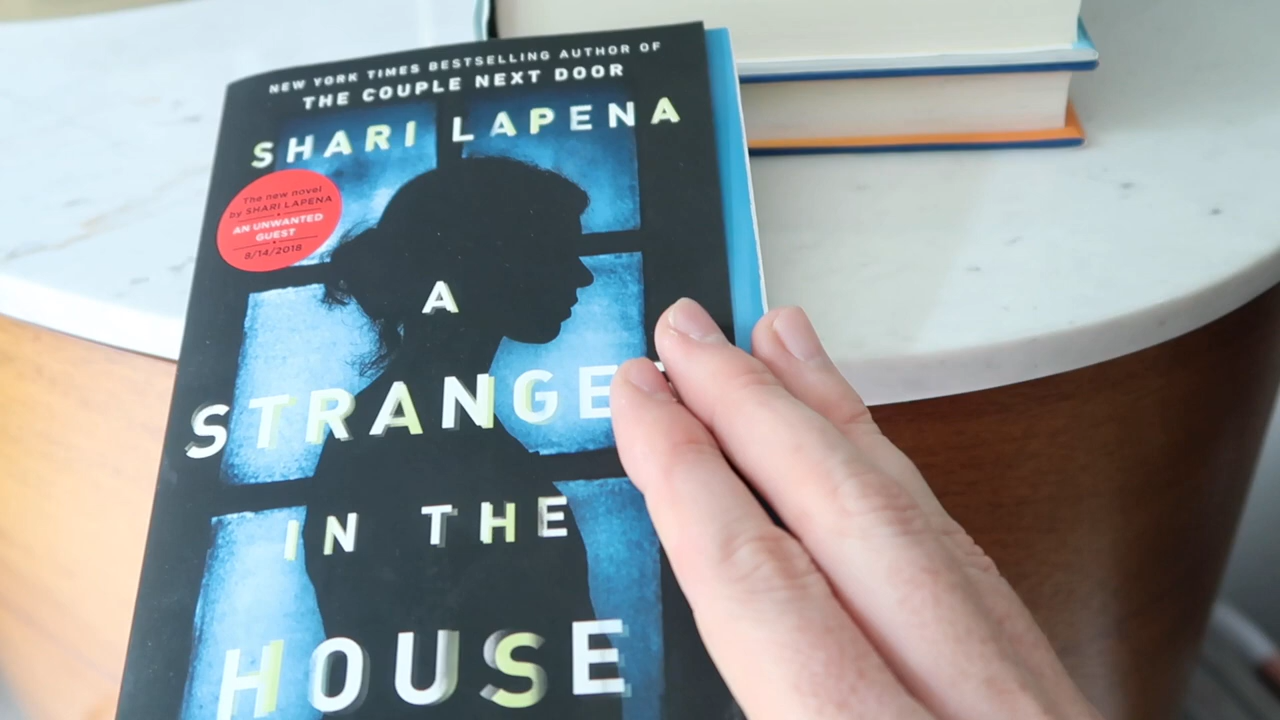 NEW YORK TIMES BESTSELLING AUTHOR OF
THE COUPLE NEXT DOOR
SHARI LAPENA
The new novel
by SHARI LAPENA
AN UNWANTED
GUEST
8/14/2018
A
STRANGE
IN THE
HOUSE